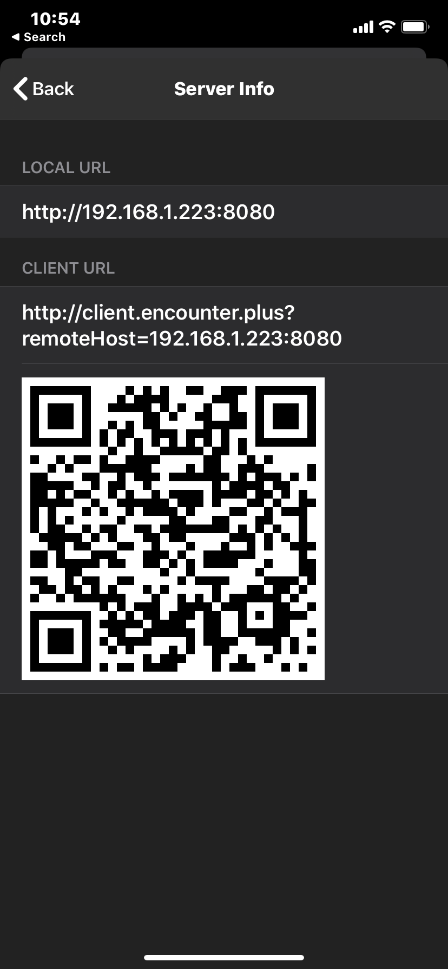 10:54
◀ Search
Back
Server Info
LOCAL URL
http://192.168.1.223:8080
CLIENT URL
http://client.encounter.plus?
remoteHost=192.168.1.223:8080